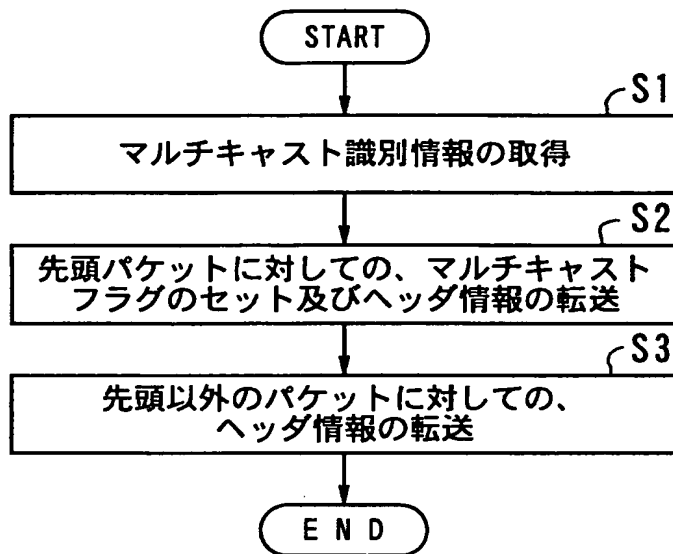 START
S1
マルチキャスト識別情報の取得
S2
先頭パケットに対しての、マルチキャスト
フラグのセット及びヘッダ情報の転送
S3
先頭以外のパケットに対しての、
ヘッダ情報の転送
END